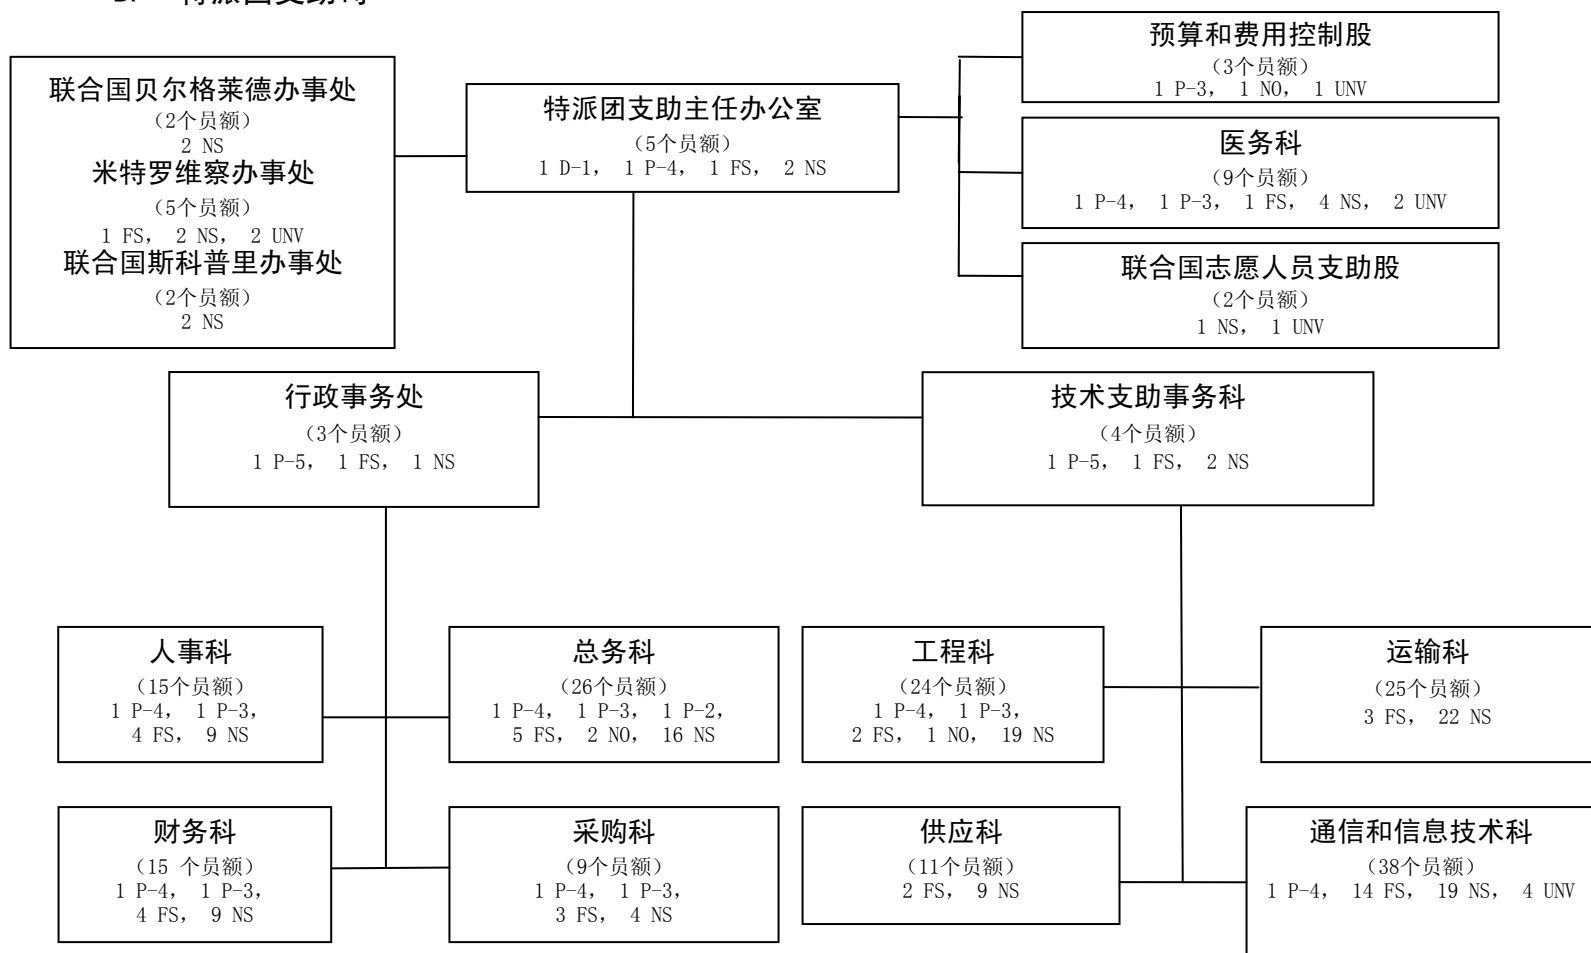 预算和费用控制股
（3个员额）
1 P-3， 1 NO， 1 UNV
联合国贝尔格莱德办事处
（2个员额）
2 NS
米特罗维察办事处
（5个员额）
1 FS， 2 NS， 2 UNV
联合国斯科普里办事处
（2个员额）
2 NS
特派团支助主任办公室
（5个员额）
1 D-1， 1 P-4， 1 FS， 2 NS
医务科
（9个员额）
1 P-4， 1 P-3， 1 FS， 4 NS， 2 UNV
联合国志愿人员支助股
（2个员额）
1 NS， 1 UNV
行政事务处
（3个员额）
1 P-5， 1 FS， 1 NS
技术支助事务科
（4个员额）
1 P-5， 1 FS， 2 NS
人事科
（15个员额）
1 P-4， 1 P-3，
4 FS， 9 NS
总务科
（26个员额）
1 P-4， 1 P-3， 1 P-2，
5 FS， 2 NO， 16 NS
工程科
（24个员额）
1 P-4， 1 P-3，
2 FS， 1 NO， 19 NS
运输科
（25个员额）
3 FS， 22 NS
财务科
（15 个员额）
1 P-4， 1 P-3，
4 FS， 9 NS
采购科
（9个员额）
1 P-4， 1 P-3，
3 FS， 4 NS
供应科
（11个员额）
2 FS， 9 NS
通信和信息技术科
（38个员额）
1 P-4， 14 FS， 19 NS， 4 UNV